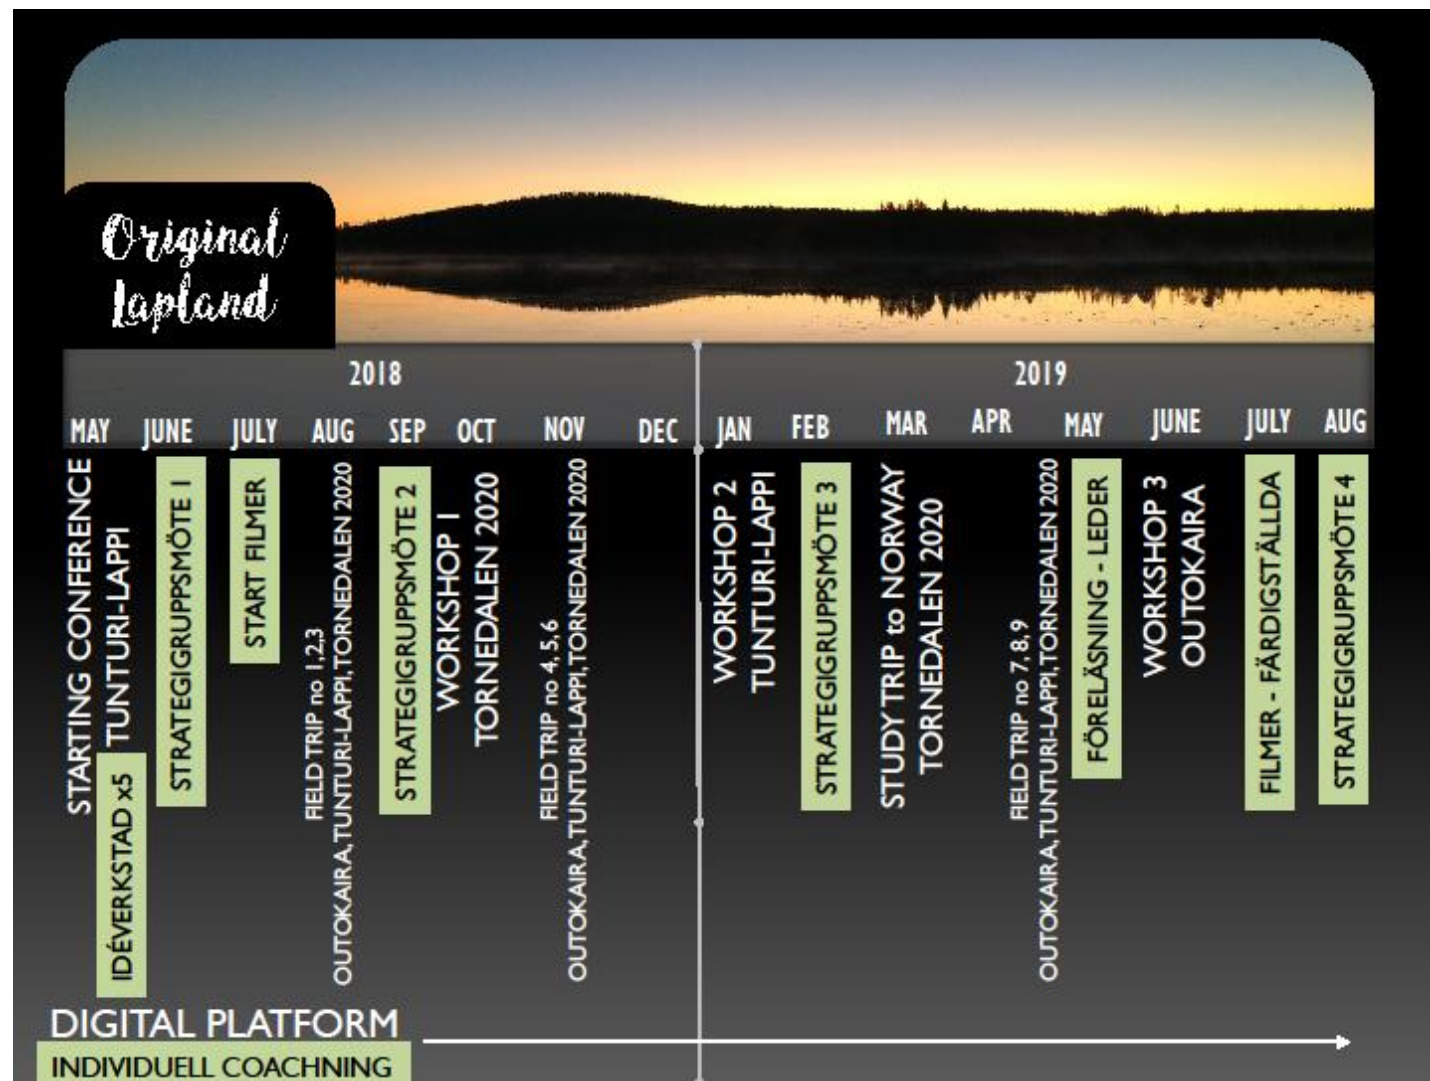 Original
Lapland
2018
2019
MAY
JUNE
JULY
AUG
SEP
OCT
NOV
DEC
JAN
FEB
MAR
APR
MAY
JUNE
JULY
AUG
STARTING CONFERENCE
TUNTURI-LAPPI
IDÉVERKSTAD x5
STRATEGIGRUPPSMÖTE 1
START FILMER
FIELD TRIP no 1,2,3
OUTOKAIRA,TUNTURI-LAPPI,TORNEDALEN 2020
STRATEGIGRUPPSMÖTE 2
WORKSHOP 1
TORNEDALEN 2020
FIELD TRIP no 4, 5, 6
OUTOKAIRA,TUNTURI-LAPPI,TORNEDALEN 2020
WORKSHOP 2
TUNTURI-LAPPI
STRATEGIGRUPPSMÖTE 3
STUDY TRIP to NORWAY
TORNEDALEN 2020
FIELD TRIP no 7, 8, 9
OUTOKAIRA,TUNTURI-LAPPI,TORNEDALEN 2020
FÖRELÄSNING - LEDER
WORKSHOP 3
OUTOKAIRA
FILMER - FÄRDIGSTÄLLDA
STRATEGIGRUPPSMÖTE 4
DIGITAL PLATFORM
INDIVIDUELL COACHNING